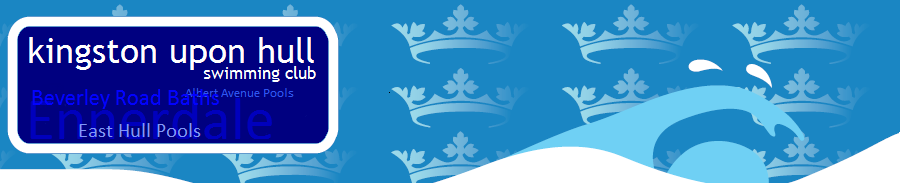 kingston upon hull
swimming club
Albert Avenue Pools
Beverley Road Baths
Ennerdale
East Hull Pools